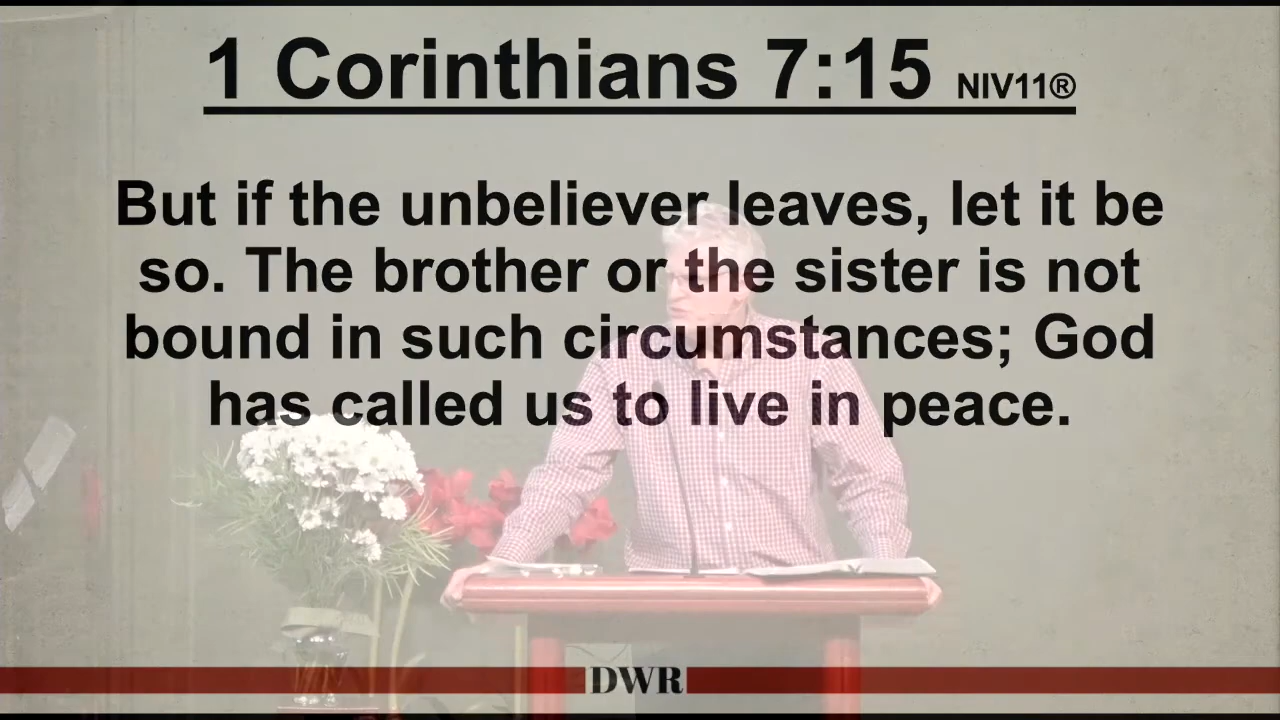 1 Corinthians 7:15 NIV11®
But if the unbeliever leaves, let it be
so. The brother or the sister is not
bound in such circumstances; God
has called us to live in peace.
DWR